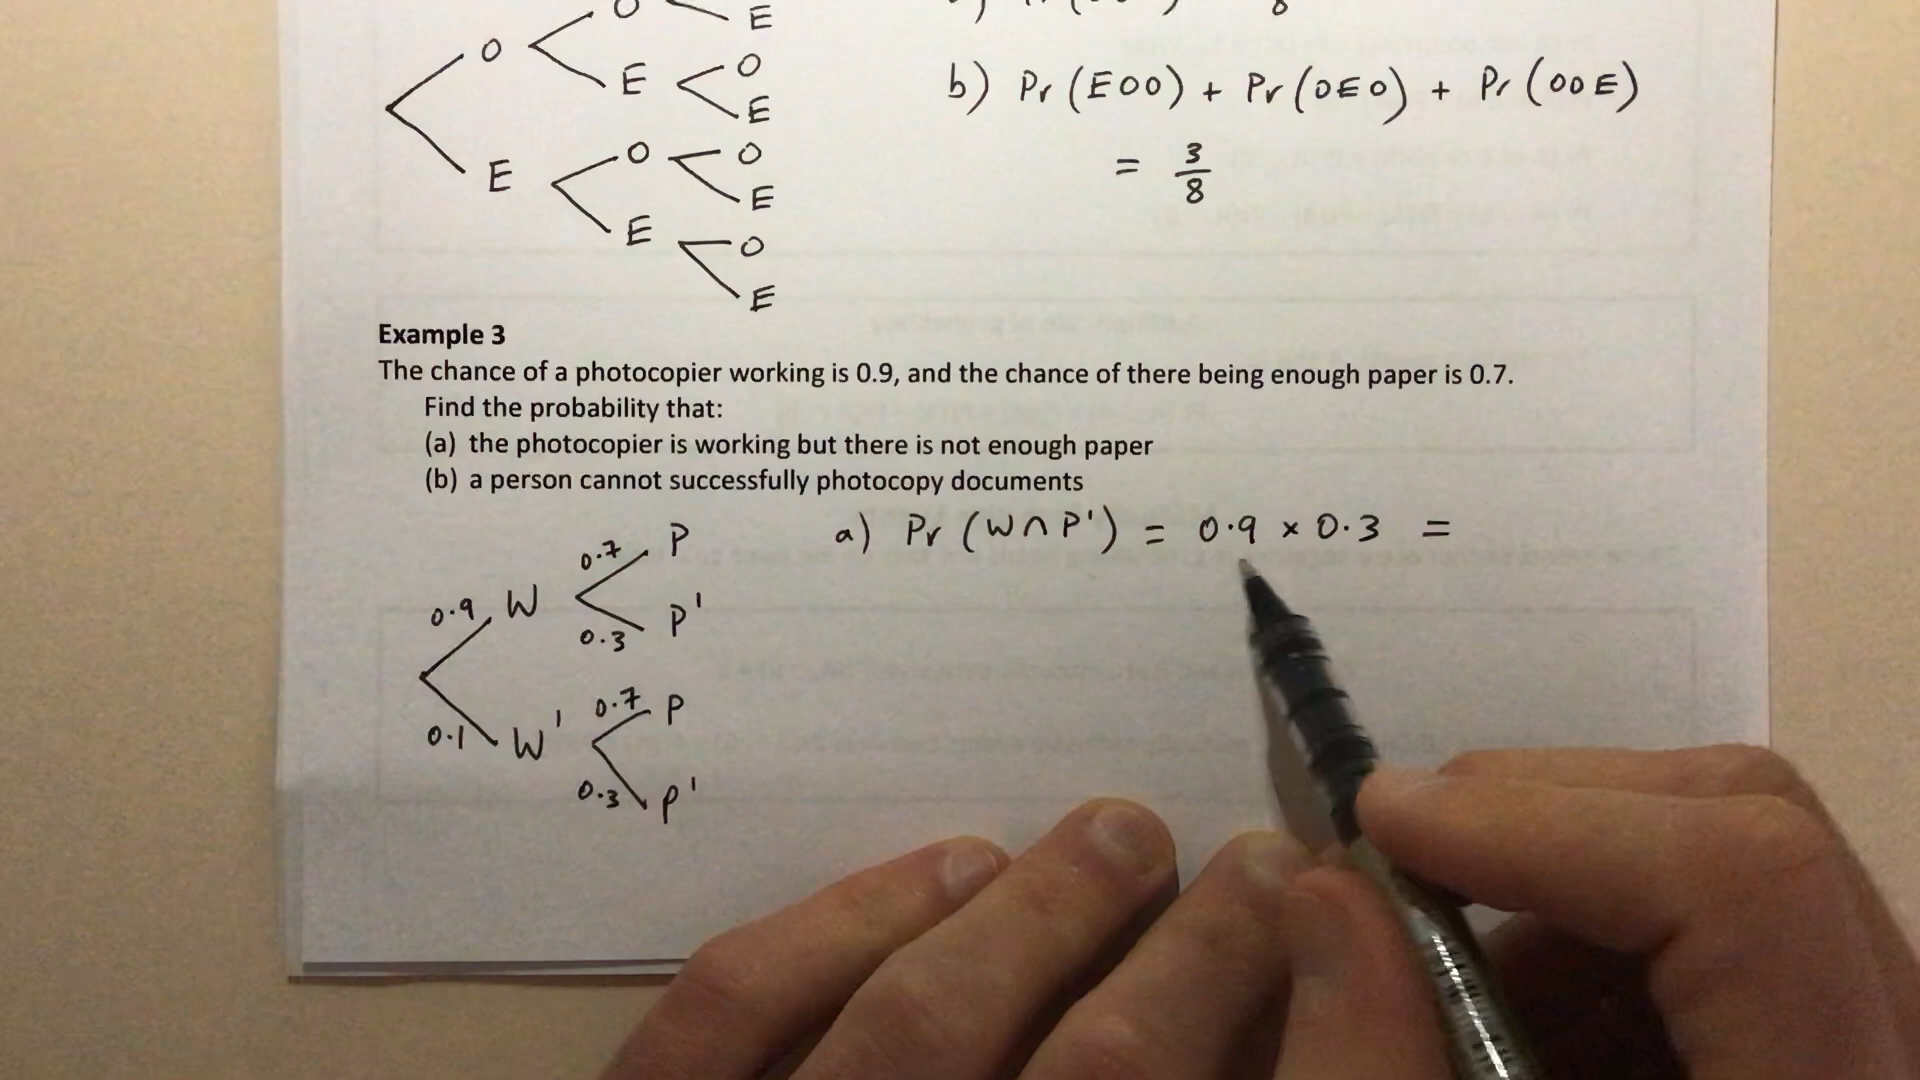 O O E
E O
E
E O O
E
E O
E
b) Pr (EOO) + Pr (OEO) + Pr (OOE)
= 3/8
Example 3
The chance of a photocopier working is 0.9, and the chance of there being enough paper is 0.7.
Find the probability that:
(a) the photocopier is working but there is not enough paper
(b) a person cannot successfully photocopy documents
a) Pr (W ∩ P') = 0.9 × 0.3 =
0.7 P
0.9 W
0.3 P'
0.7 P
0.1 W'
0.3 P'